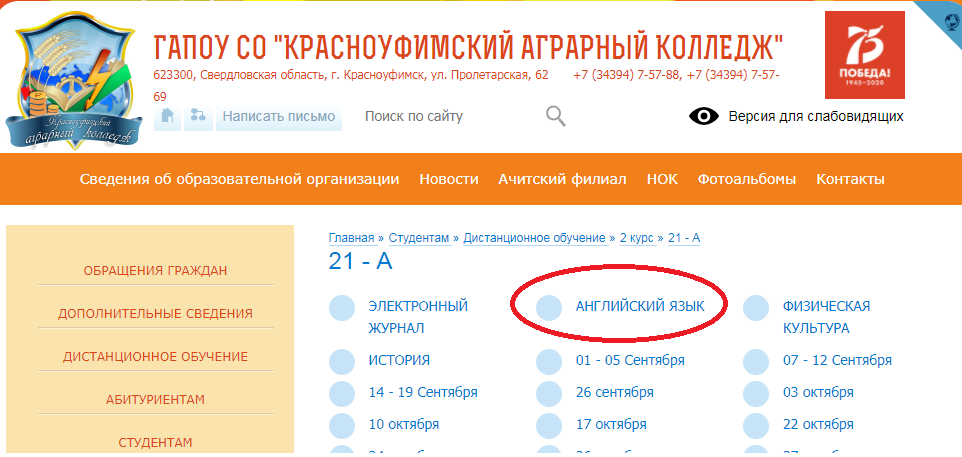 ГАПОУ СО "КРАСНОУФИМСКИЙ АГРАРНЫЙ КОЛЛЕДЖ"
623300, Свердловская область, г. Красноуфимск, ул. Пролетарская, 62 +7 (34394) 7-57-88, +7 (34394) 7-57-
69
Красноуфимский
аграрный колледж
75
ПОБЕДА!
1945-2020
Написать письмо Поиск по сайту Версия для слабовидящих
Сведения об образовательной организации Новости Ачитский филиал НОК Фотоальбомы Контакты
ОБРАЩЕНИЯ ГРАЖДАН
ДОПОЛНИТЕЛЬНЫЕ СВЕДЕНИЯ
ДИСТАНЦИОННОЕ ОБУЧЕНИЕ
АБИТУРИЕНТАМ
СТУДЕНТАМ
Главная » Студентам » Дистанционное обучение » 2 курс » 21 - А
21 - А
ЭЛЕКТРОННЫЙ
ЖУРНАЛ
АНГЛИЙСКИЙ ЯЗЫК
ФИЗИЧЕСКАЯ
КУЛЬТУРА
ИСТОРИЯ
01 - 05 Сентября
07 - 12 Сентября
14 - 19 Сентября
26 сентября
03 октября
10 октября
17 октября
22 октября